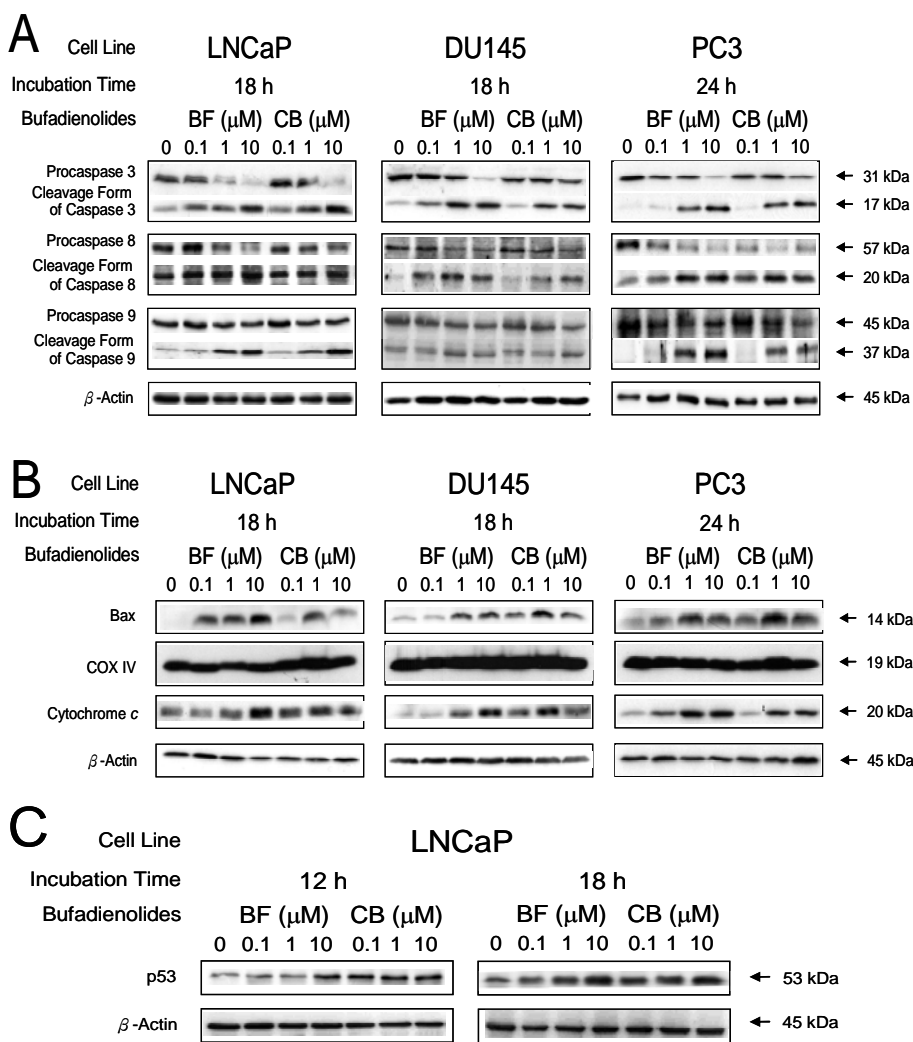 A
Cell Line LNCaP DU145 PC3
Incubation Time 18 h 18 h 24 h
Bufadienolides BF (μM) CB (μM) BF (μM) CB (μM) BF (μM) CB (μM)
0 0.1 1 10 0.1 1 10 0 0.1 1 10 0.1 1 10 0 0.1 1 10 0.1 1 10
Procaspase 3 31 kDa
Cleavage Form
of Caspase 3 17 kDa
Procaspase 8 57 kDa
Cleavage Form
of Caspase 8 20 kDa
Procaspase 9 45 kDa
Cleavage Form
of Caspase 9 37 kDa
β-Actin 45 kDa
B
Cell Line LNCaP DU145 PC3
Incubation Time 18 h 18 h 24 h
Bufadienolides BF (μM) CB (μM) BF (μM) CB (μM) BF (μM) CB (μM)
0 0.1 1 10 0.1 1 10 0 0.1 1 10 0.1 1 10 0 0.1 1 10 0.1 1 10
Bax 14 kDa
COX IV 19 kDa
Cytochrome c 20 kDa
β-Actin 45 kDa
C
Cell Line LNCaP
Incubation Time 12 h 18 h
Bufadienolides BF (μM) CB (μM) BF (μM) CB (μM)
0 0.1 1 10 0.1 1 10 0 0.1 1 10 0.1 1 10
p53 53 kDa
β-Actin 45 kDa